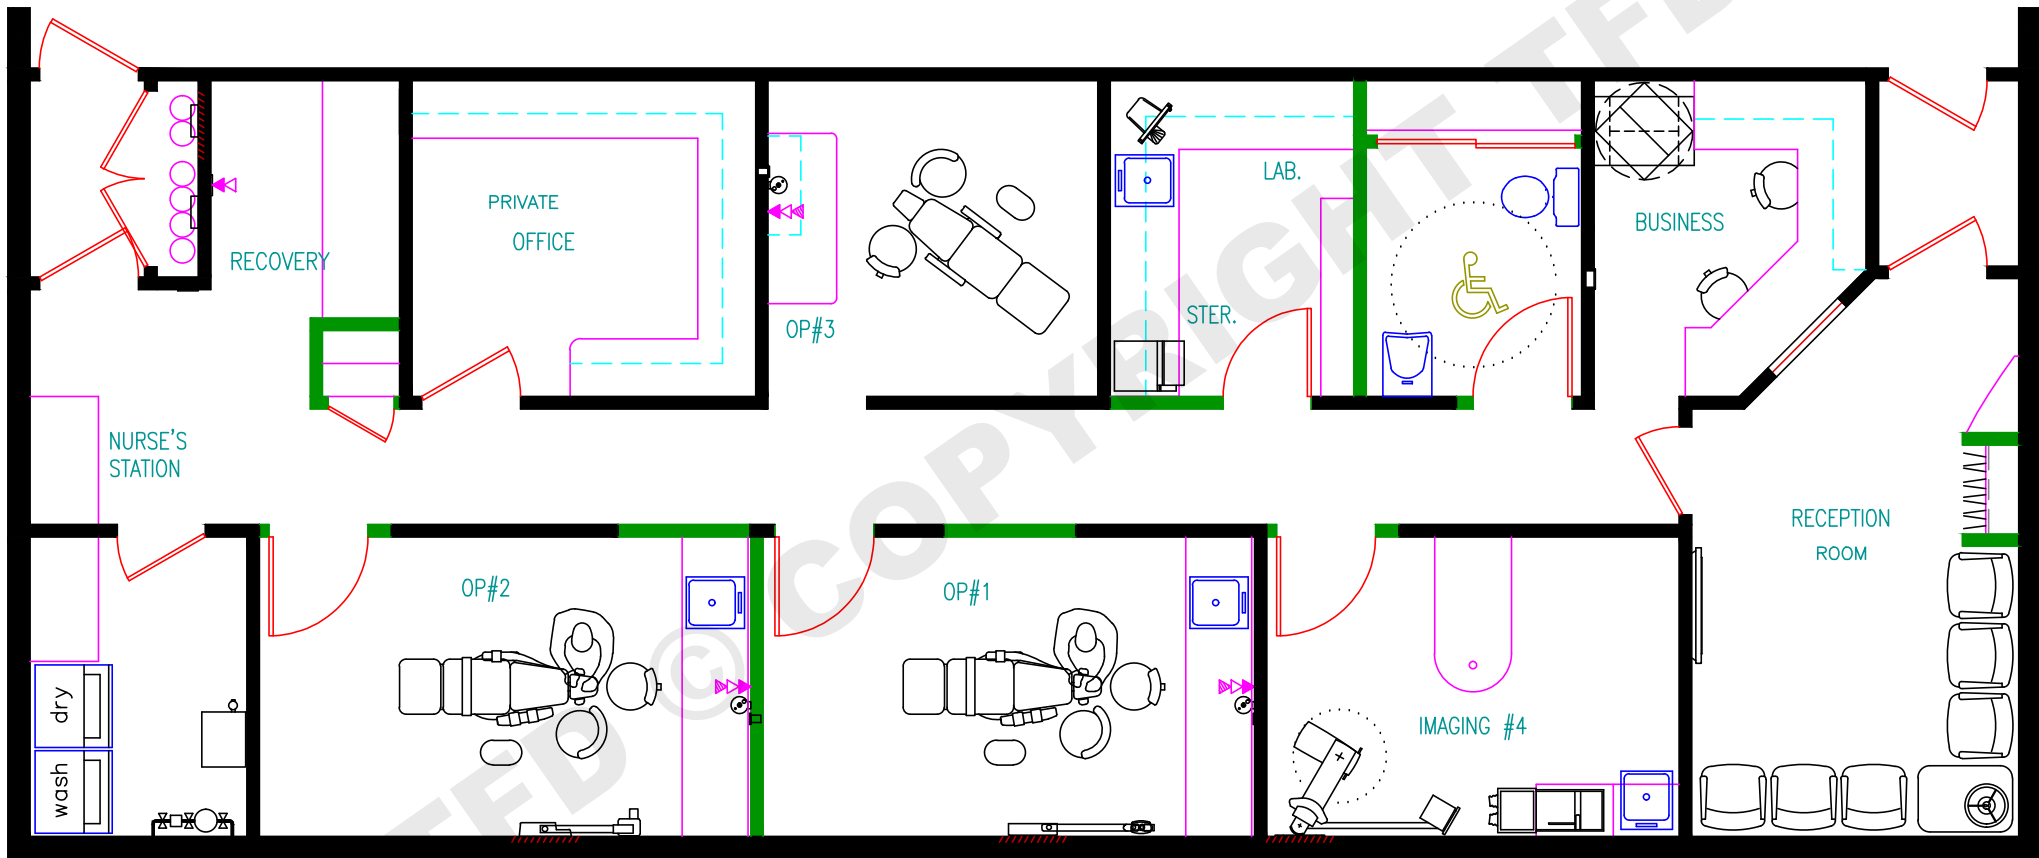 PRIVATE
OFFICE
RECOVERY
OP#3
LAB.
STER.
BUSINESS
NURSE'S
STATION
RECEPTION
ROOM
OP#2
OP#1
IMAGING #4
dry
wash
TFD © COPYRIGHT TFD